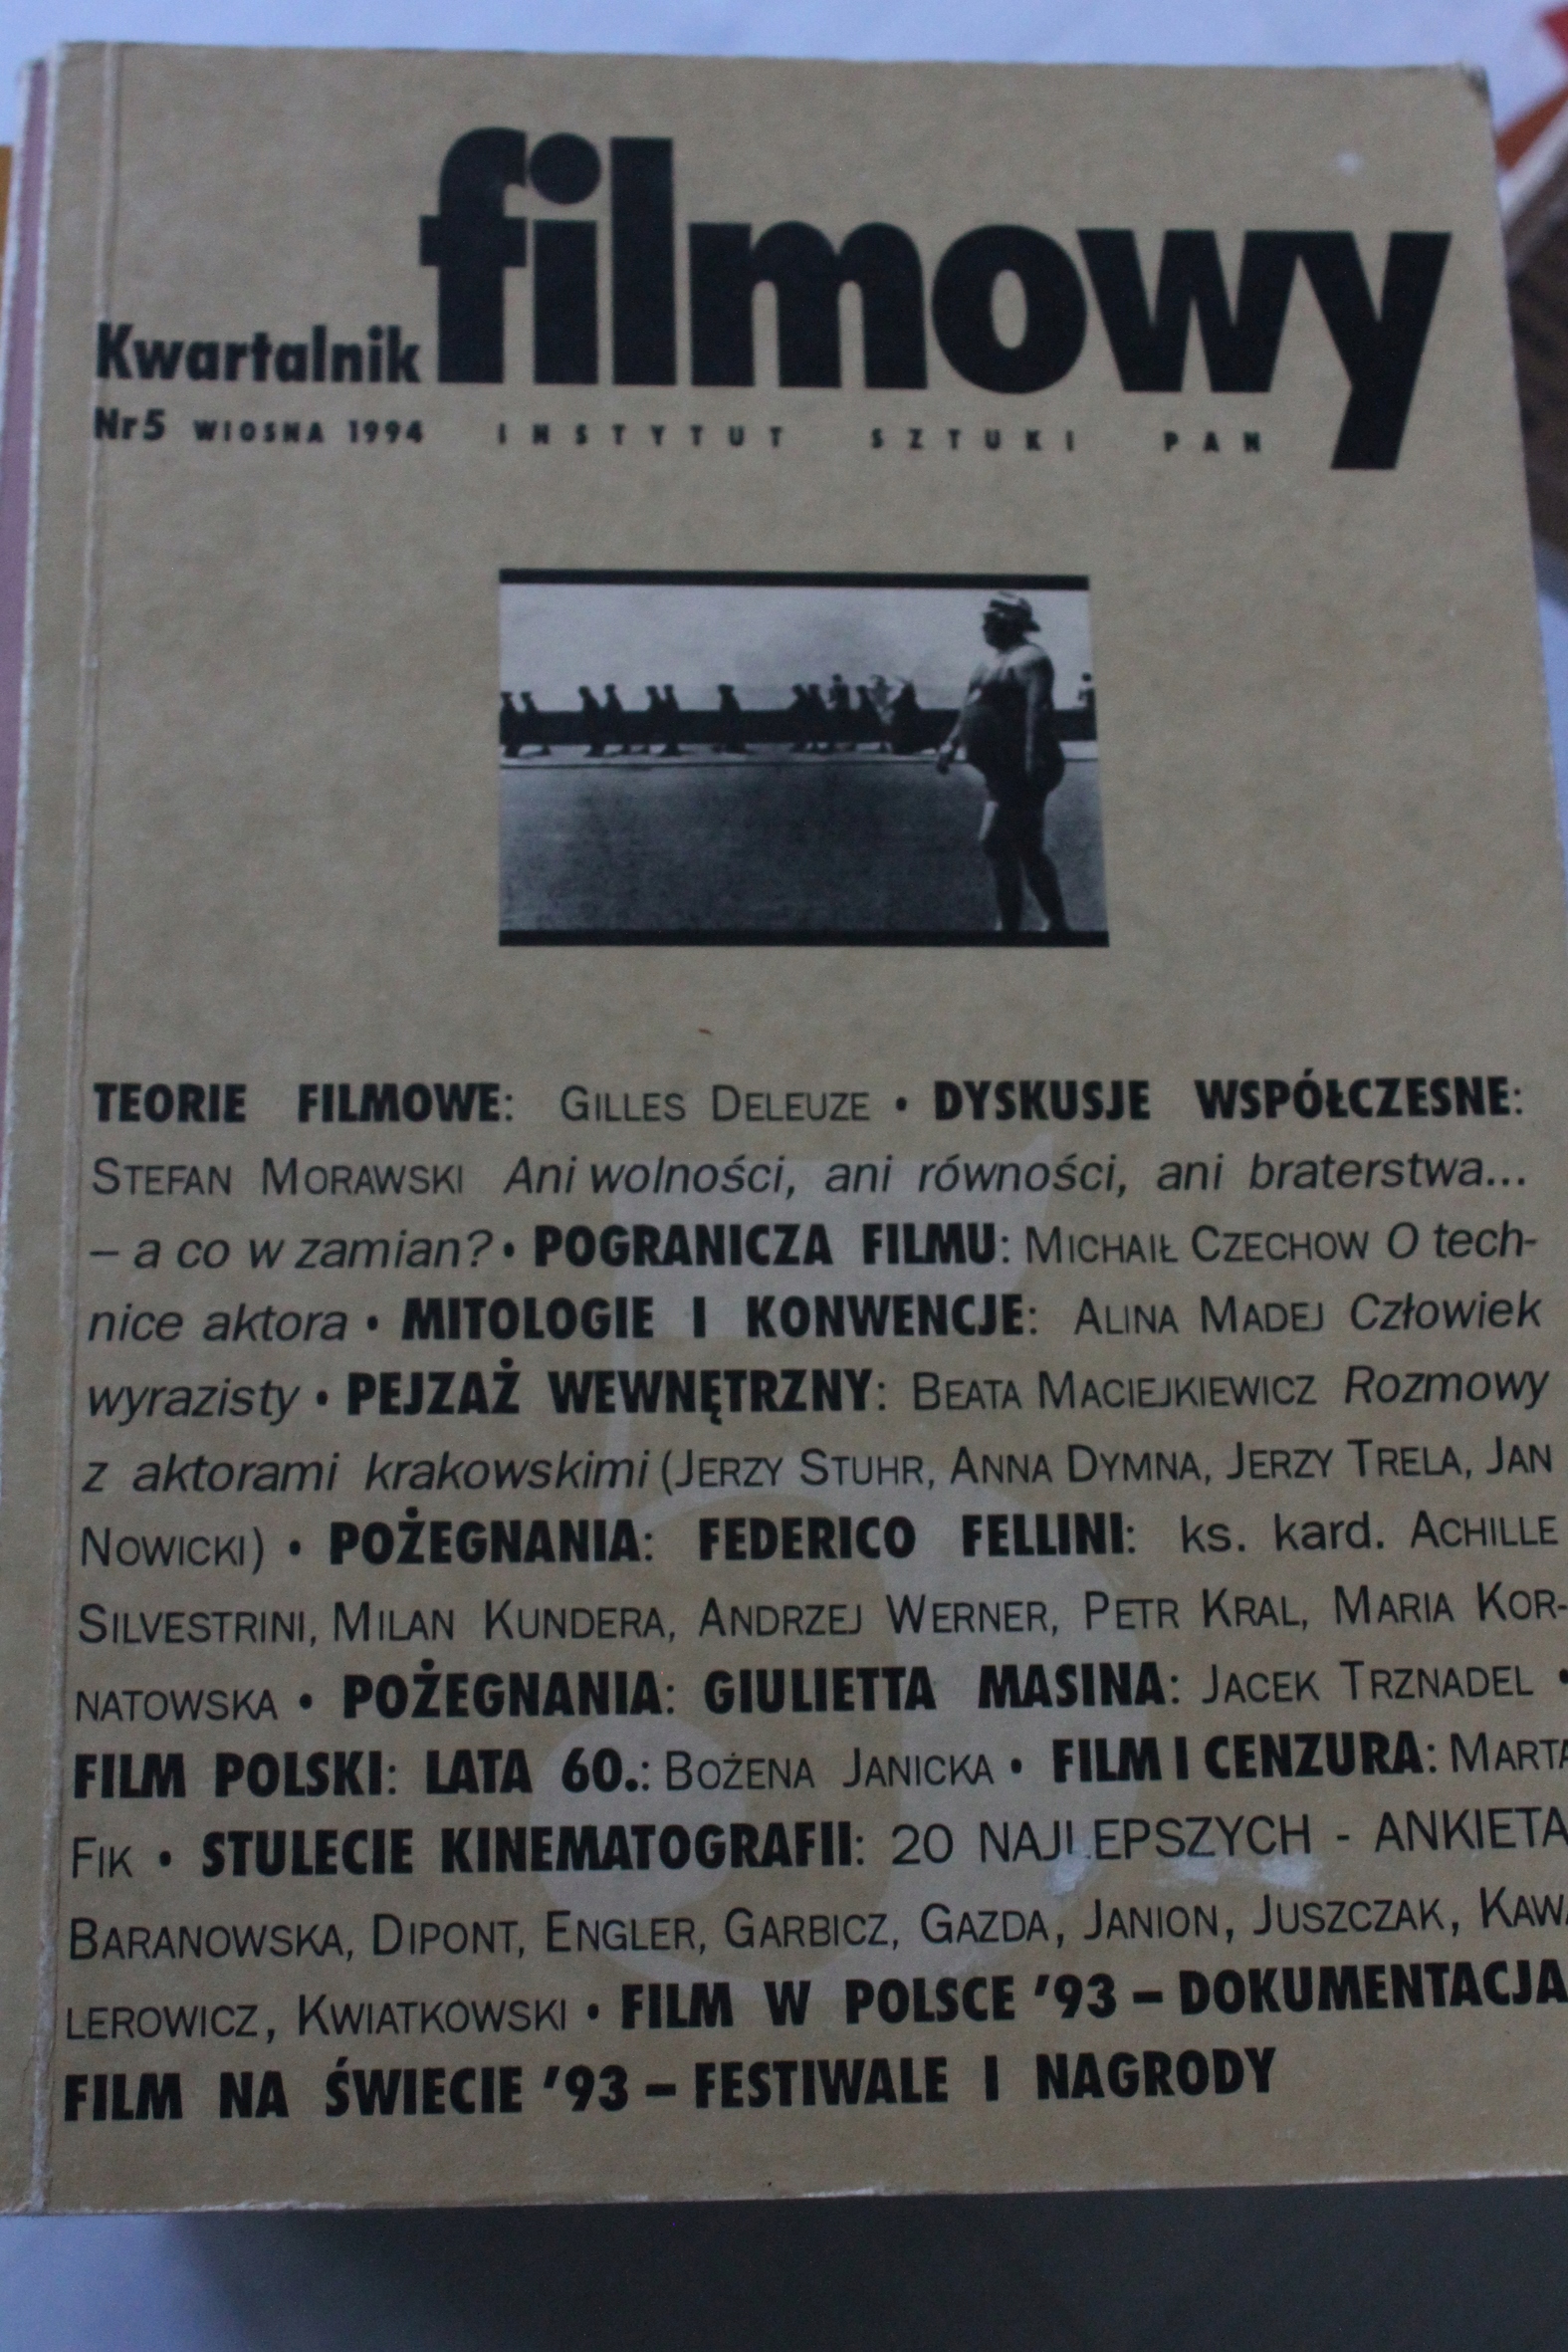 filmowy
Kwartalnik
Nr 5 WIOSNA 1994 INSTYTUT SZTUKI PAN
TEORIE FILMOWE: GILLES DELEUZE • DYSKUSJE WSPÓŁCZESNE:
STEFAN MORAWSKI Ani wolności, ani równości, ani braterstwa...
– a co w zamian? • POGRANICZA FILMU: MICHAIŁ CZECHOW O tech-
nice aktora • MITOLOGIE I KONWENCJE: ALINA MADEJ Człowiek
wyrazisty • PEJZAŻ WEWNĘTRZNY: BEATA MACIEJKIEWICZ Rozmowy
z aktorami krakowskimi (JERZY STUHR, ANNA DYMNA, JERZY TRELA, JAN
NOWICKI) • POŻEGNANIA: FEDERICO FELLINI: ks. kard. ACHILLE
SILVESTRINI, MILAN KUNDERA, ANDRZEJ WERNER, PETR KRAL, MARIA KOR-
NATOWSKA • POŻEGNANIA: GIULIETTA MASINA: JACEK TRZNADEL •
FILM POLSKI: LATA 60.: BOŻENA JANICKA • FILM I CENZURA: MARTA
FIK • STULECIE KINEMATOGRAFII: 20 NAJLEPSZYCH - ANKIETA
BARANOWSKA, DIPONT, ENGLER, GARBICZ, GAZDA, JANION, JUSZCZAK, KAWA
LEROWICZ, KWIATKOWSKI • FILM W POLSCE '93 – DOKUMENTACJA
FILM NA ŚWIECIE '93 – FESTIWALE I NAGRODY